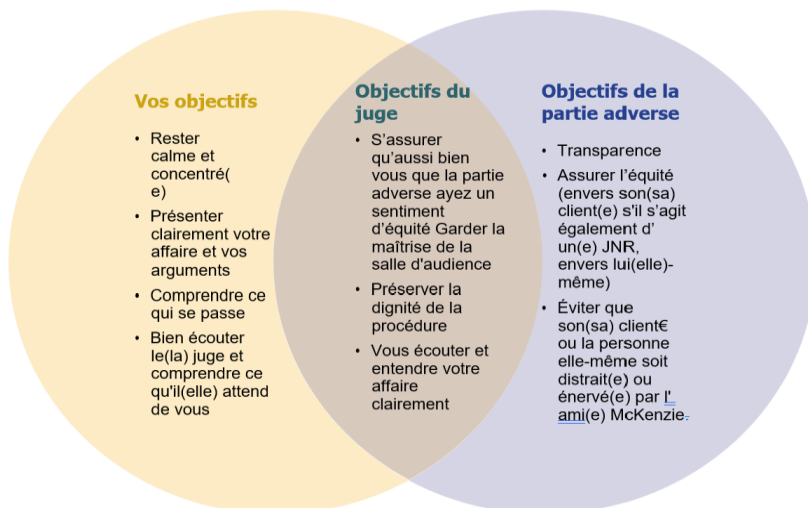 Vos objectifs
• Rester
calme et
concentré(
e)
• Présenter
clairement votre
affaire et vos
arguments
• Comprendre ce
qui se passe
• Bien écouter
le(la) juge et
comprendre ce
qu'il(elle) attend
de vous
Objectifs du
juge
• S’assurer
qu’aussi bien
vous que la partie
adverse ayez un
sentiment
d’équité Garder la
maîtrise de la
salle d'audience
• Préserver la
dignité de la
procédure
• Vous écouter et
entendre votre
affaire
clairement
Objectifs de la
partie adverse
• Transparence
• Assurer l’équité
(envers son(sa)
client(e) s'il s’agit
également d’
un(e) JNR,
envers lui(elle)-
même)
• Éviter que
son(sa) client€
ou la personne
elle-même soit
distrait(e) ou
énervé(e) par l'
ami(e) McKenzie.